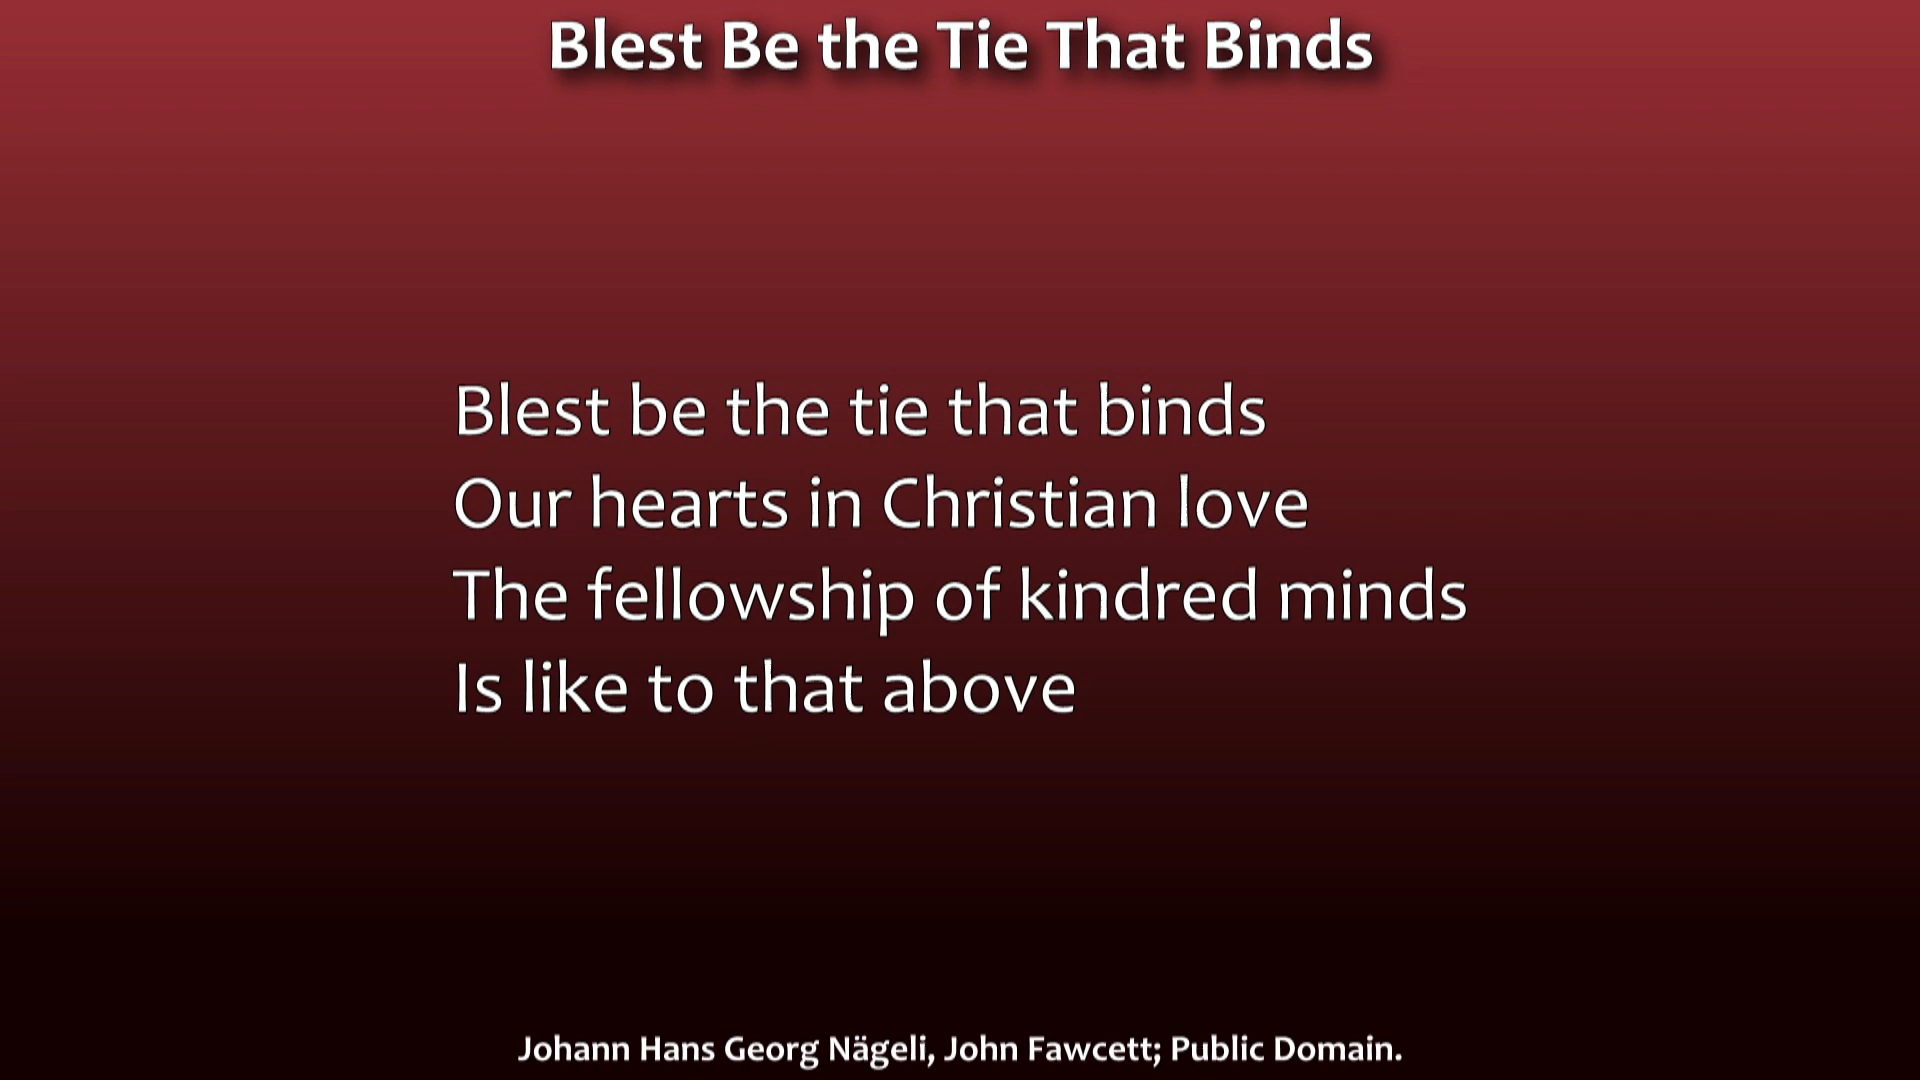 Blest Be the Tie That Binds
Blest be the tie that binds
Our hearts in Christian love
The fellowship of kindred minds
Is like to that above
Johann Hans Georg Nägeli, John Fawcett; Public Domain.